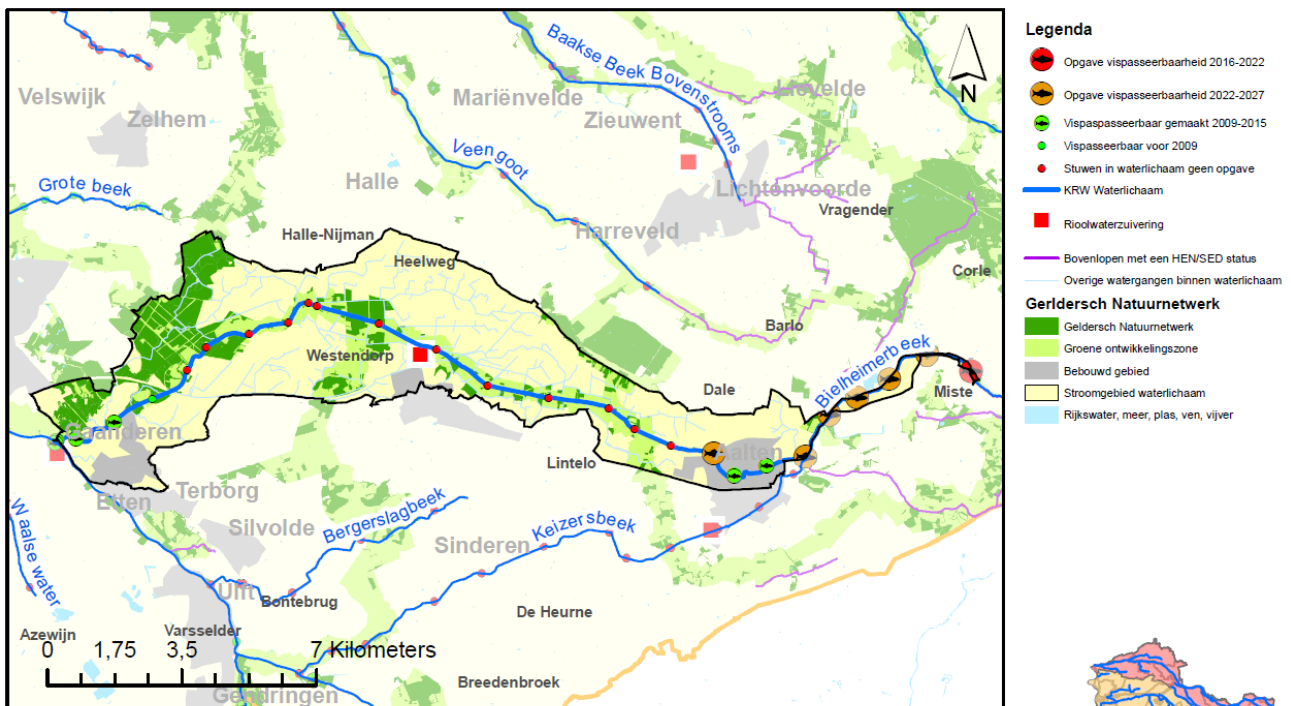 Velswijk
Zelhem
Mariënvelde
Zieuwent
Baakse Beek Bovenstrooms
Lievelde
N
Veengoot
Halle
Grote beek
Lichtenvoorde
Vragender
Halle-Nijman
Harreveld
Heelweg
Corle
Barlo
Westendorp
Bielheimerbeek
Dale
Miste
Gaanderen
Aalten
Lintelo
Etten
Terborg
Silvolde
Bergerslagbeek
Keizersbeek
Sinderen
Waalse water
Ulft
Bontebrug
De Heurne
Azewijn
Varsselder
0 1,75 3,5 7 Kilometers
Breedenbroek
Gendringen
Legenda
Opgave vispasseerbaarheid 2016-2022
Opgave vispasseerbaarheid 2022-2027
Vispaspasseerbaar gemaakt 2009-2015
Vispasseerbaar voor 2009
Stuwen in waterlichaam geen opgave
KRW Waterlichaam
Rioolwaterzuivering
Bovenlopen met een HEN/SED status
Overige watergangen binnen waterlichaam
Gerldersch Natuurnetwerk
Geldersch Natuurnetwerk
Groene ontwikkelingszone
Bebouwd gebied
Stroomgebied waterlichaam
Rijkswater, meer, plas, ven, vijver